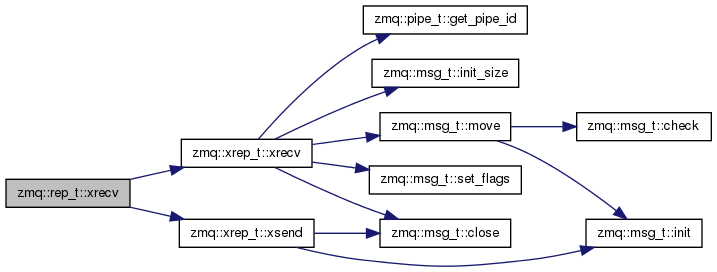 zmq::pipe_t::get_pipe_id
zmq::msg_t::init_size
zmq::msg_t::move
zmq::msg_t::check
zmq::xrep_t::xrecv
zmq::msg_t::set_flags
zmq::rep_t::xrecv
zmq::xrep_t::xsend
zmq::msg_t::close
zmq::msg_t::init